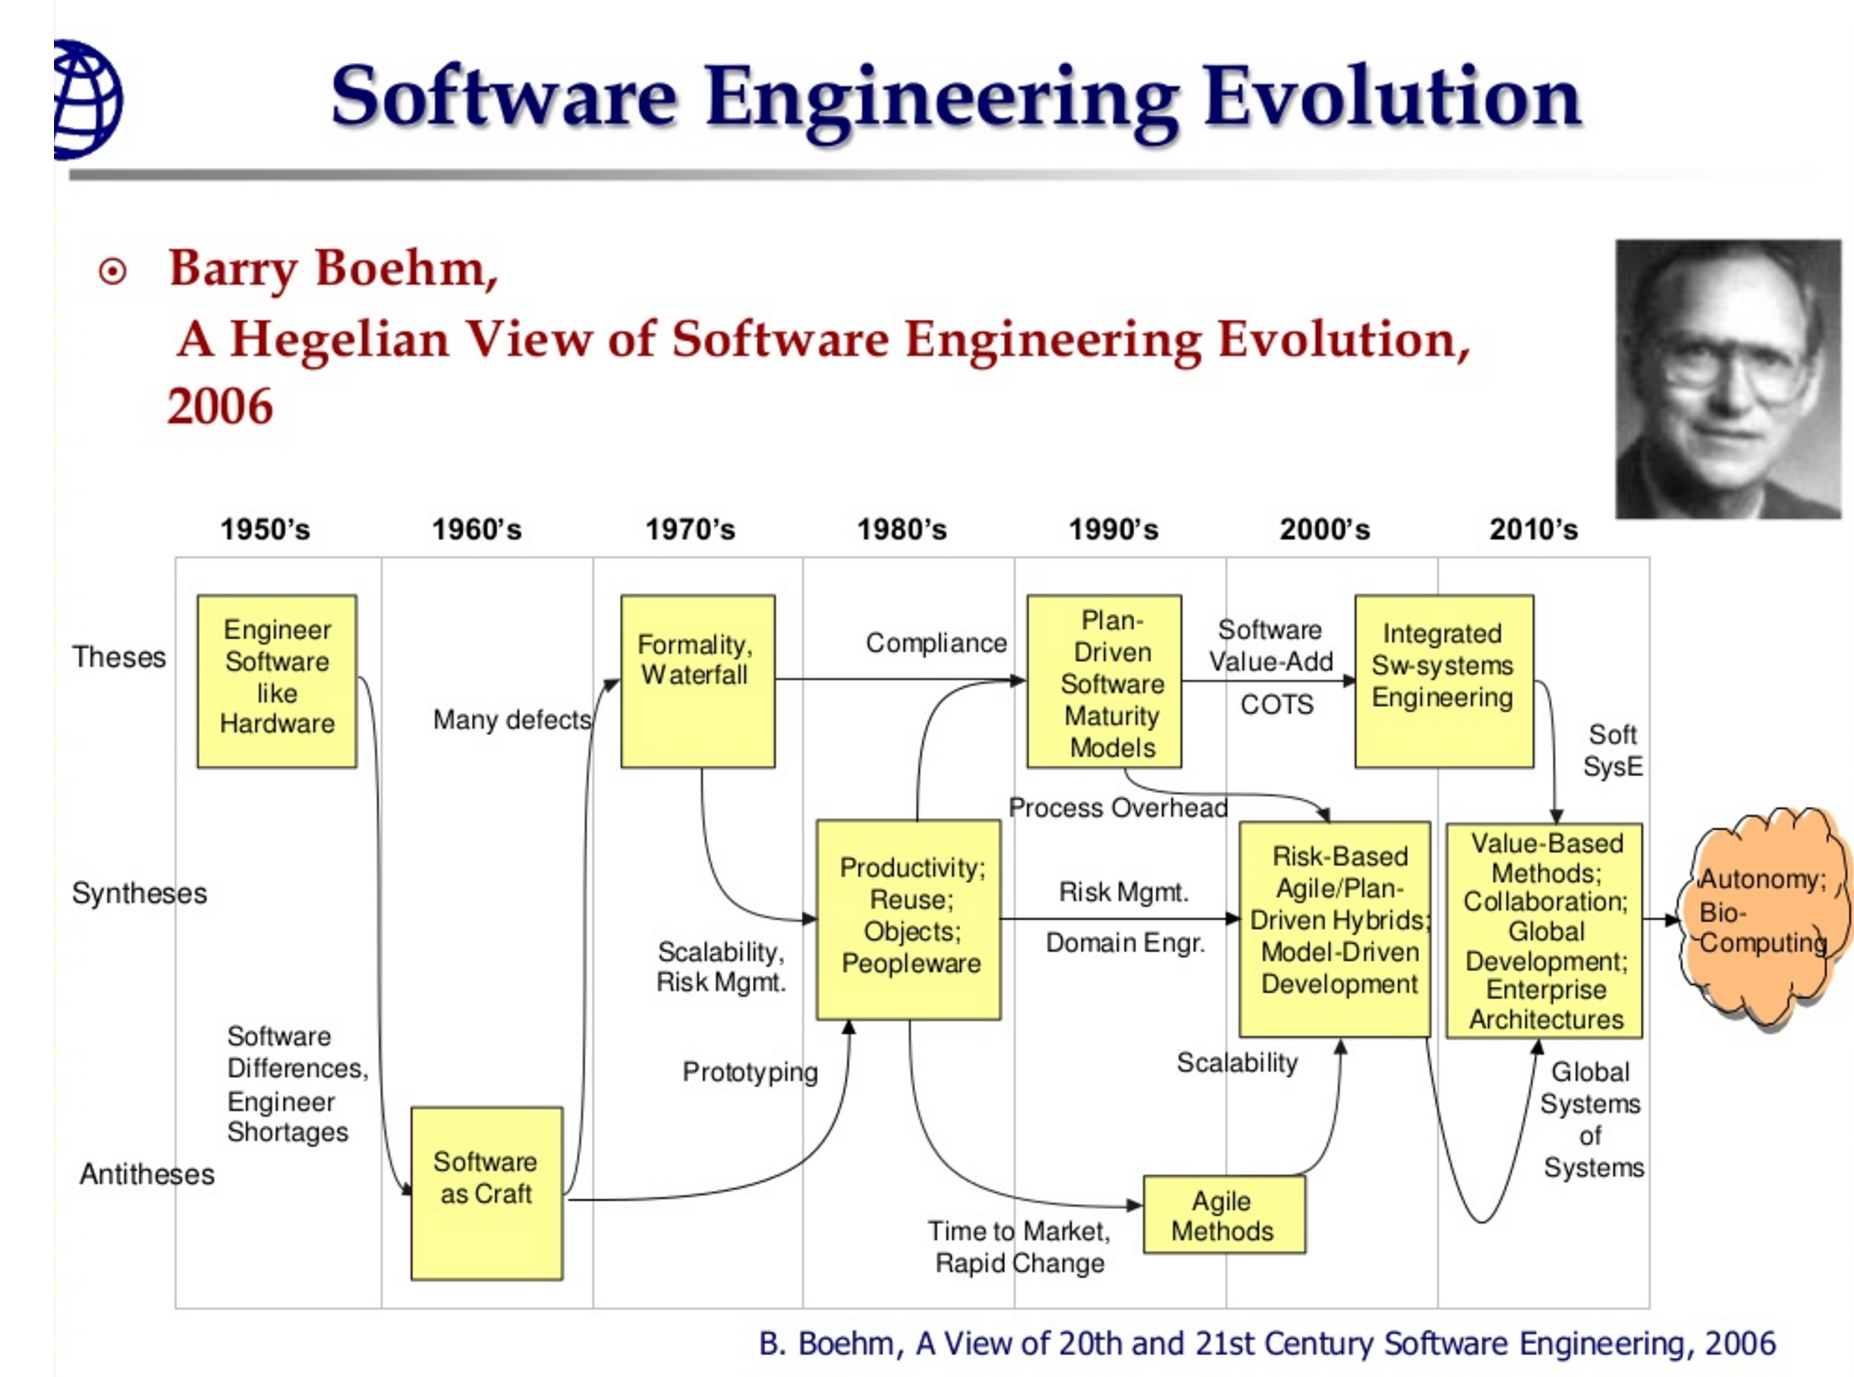 Software Engineering Evolution
Barry Boehm,
A Hegelian View of Software Engineering Evolution,
2006
1950's 1960's 1970's 1980's 1990's 2000's 2010's
Theses
Engineer
Software
like
Hardware
Many defects
Formality,
Waterfall
Compliance
Plan-
Driven
Software
Maturity
Models
Software
Value-Add
COTS
Integrated
Sw-systems
Engineering
Soft
SysE
Process Overhead
Syntheses
Scalability,
Risk Mgmt.
Productivity;
Reuse;
Objects;
Peopleware
Risk Mgmt.
Domain Engr.
Risk-Based
Agile/Plan-
Driven Hybrids;
Model-Driven
Development
Value-Based
Methods;
Collaboration;
Global
Development;
Enterprise
Architectures
Autonomy;
Bio-
Computing
Software
Differences,
Engineer
Shortages
Prototyping
Scalability
Global
Systems
of
Systems
Antitheses
Software
as Craft
Time to Market,
Rapid Change
Agile
Methods
B. Boehm, A View of 20th and 21st Century Software Engineering, 2006